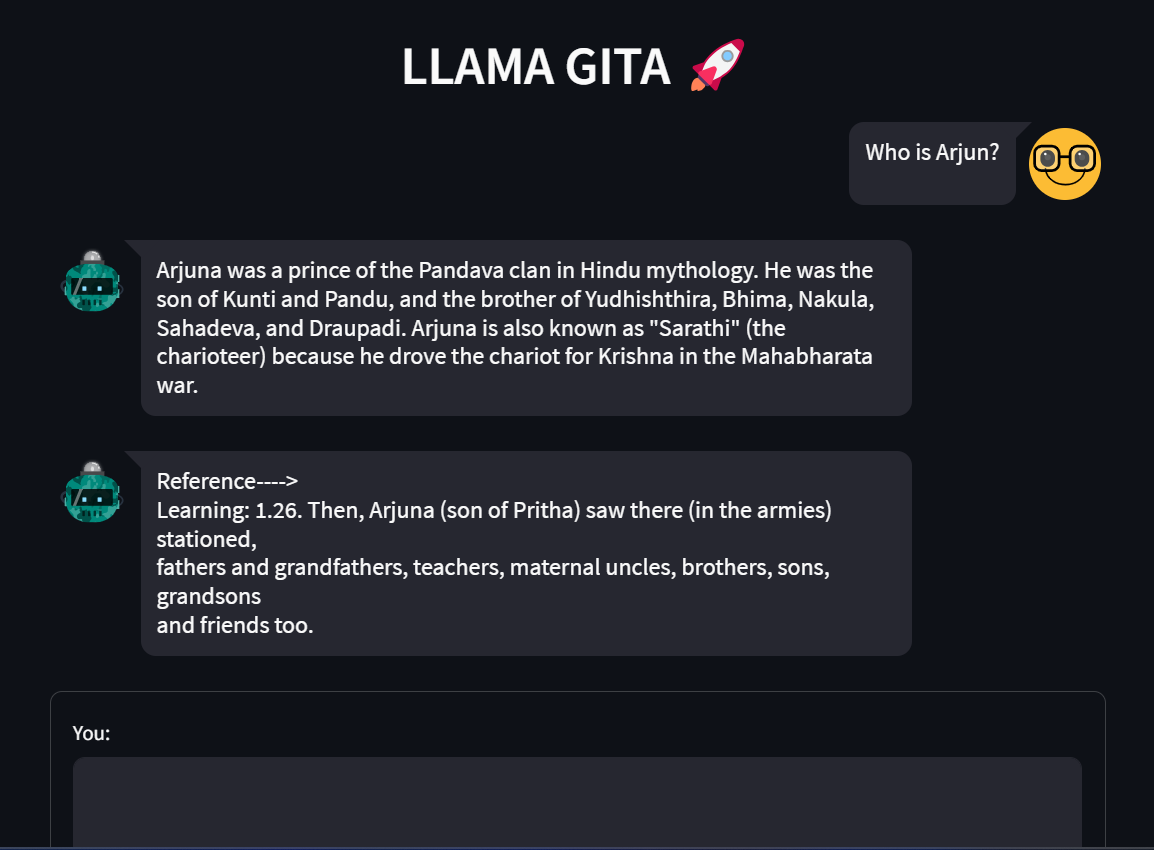 LLAMA GITA 🚀
Who is Arjun?
Arjuna was a prince of the Pandava clan in Hindu mythology. He was the
son of Kunti and Pandu, and the brother of Yudhishthira, Bhima, Nakula,
Sahadeva, and Draupadi. Arjuna is also known as "Sarathi" (the
charioteer) because he drove the chariot for Krishna in the Mahabharata
war.
Reference---->
Learning: 1.26. Then, Arjuna (son of Pritha) saw there (in the armies)
stationed,
fathers and grandfathers, teachers, maternal uncles, brothers, sons,
grandsons
and friends too.
You: